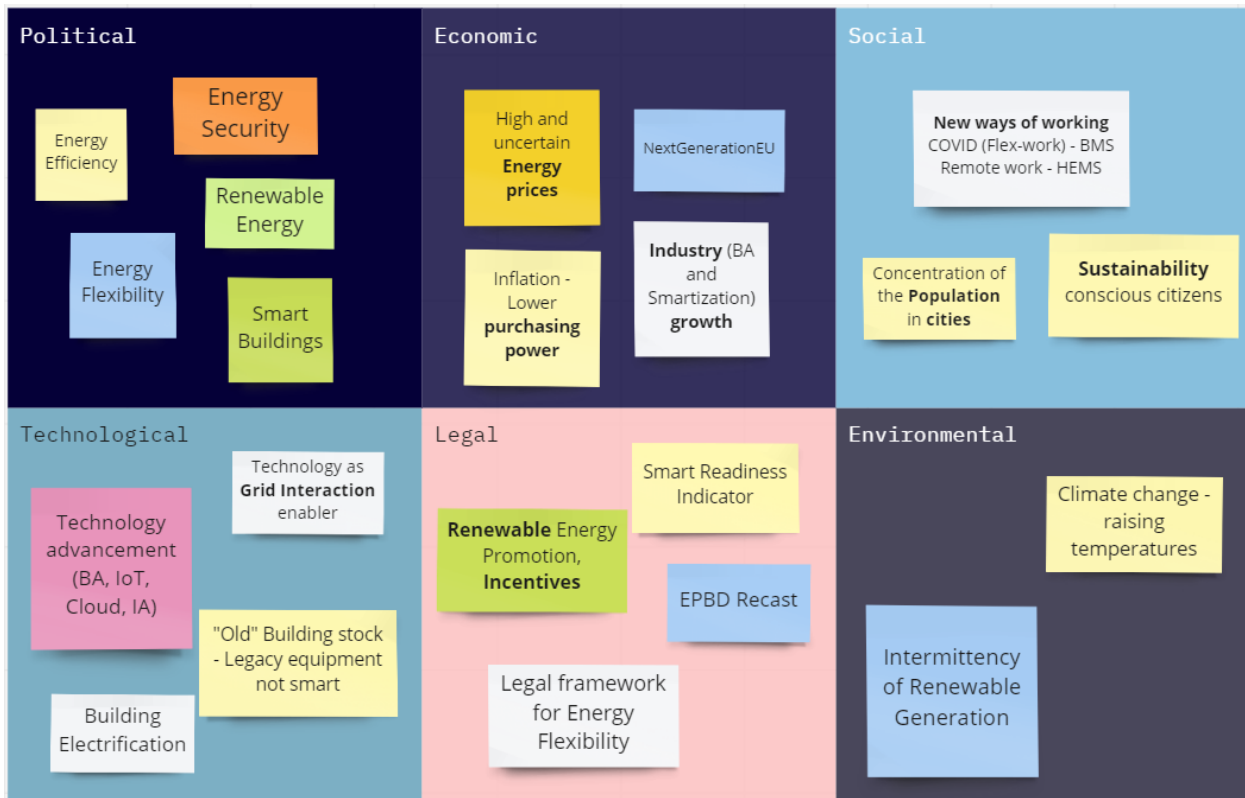 Political
Energy
Efficiency
Energy
Security
Renewable
Energy
Energy
Flexibility
Smart
Buildings
Economic
High and
uncertain
Energy
prices
NextGenerationEU
Inflation -
Lower
purchasing
power
Industry (BA
and
Smartization)
growth
Social
New ways of working
COVID (Flex-work) - BMS
Remote work - HEMS
Concentration of
the Population
in cities
Sustainability
conscious citizens
Technological
Technology as
Grid Interaction
enabler
Technology
advancement
(BA, IoT,
Cloud, IA)
"Old" Building stock
- Legacy equipment
not smart
Building
Electrification
Legal
Smart Readiness
Indicator
Renewable Energy
Promotion,
Incentives
EPBD Recast
Legal framework
for Energy
Flexibility
Environmental
Climate change -
raising
temperatures
Intermittency
of Renewable
Generation